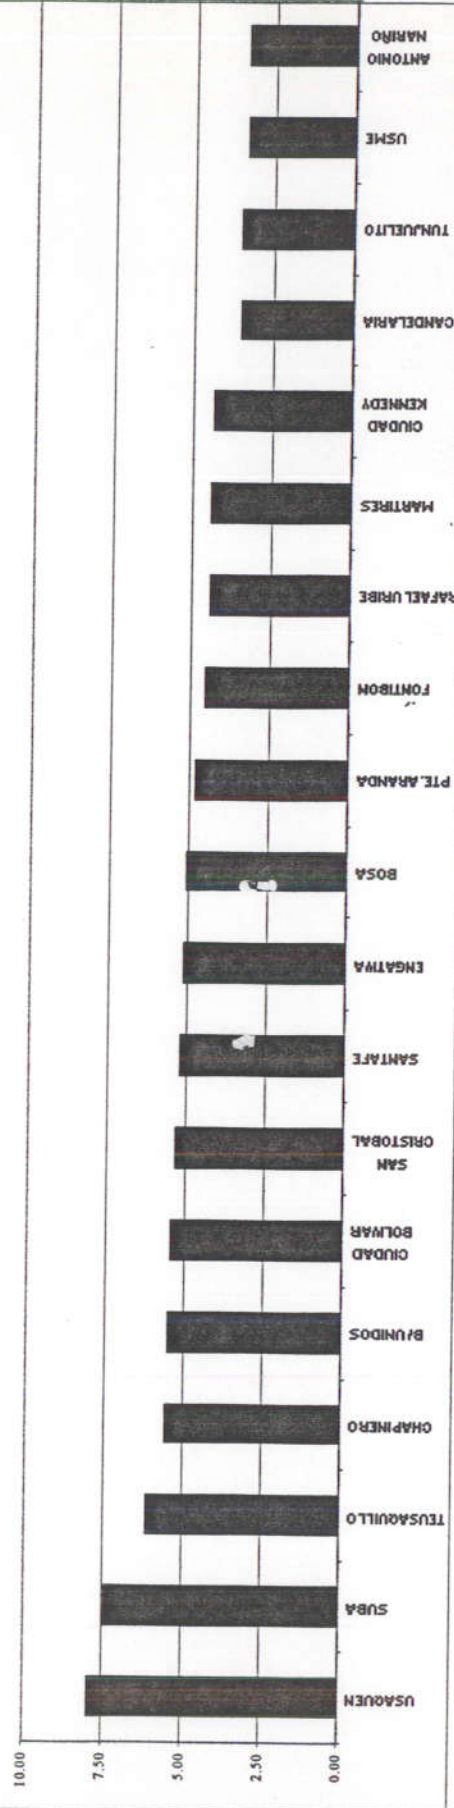 10.00
7.50
5.00
2.50
0.00
USAQUEN
SUBA
TEUSAQUILLO
CHAPINERO
B/UNIDOS
CIUDAD
BOLIVAR
SAN
CRISTOBAL
SANTAFE
ENGATIVA
BOSA
PTE. ARANDA
FONTIBON
RAFAEL URIBE
MARTIRES
CIUDAD
KENNEDY
CANDELARIA
TUNJUELITO
USME
ANTONIO
NARIÑO